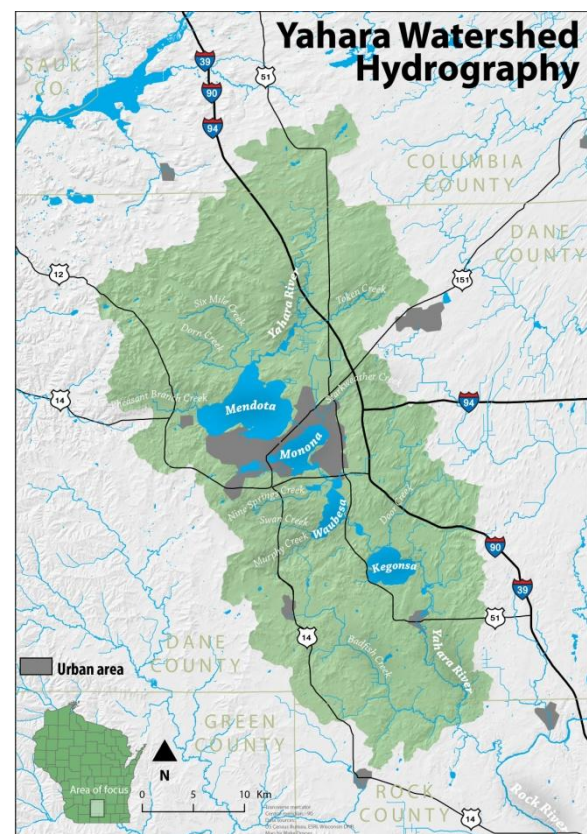 Yahara Watershed
Hydrography
SAUK
CO.
39
90
94
51
COLUMBIA
COUNTY
DANE
COUNTY
12
151
Six Mile Creek
Yahara River
Token Creek
Dorn Creek
14
Pheasant Branch Creek
Starkweather Creek
94
Mendota
Monona
Nine Springs Creek
Swan Creek
Murphy Creek
Waubesa
Door Creek
Kegonsa
90
39
51
14
DANE
COUNTY
Badfish Creek
Yahara River
Urban area
GREEN
COUNTY
Area of focus
N
0 5 10 Km
ROCK
COUNTY
14
Rock River